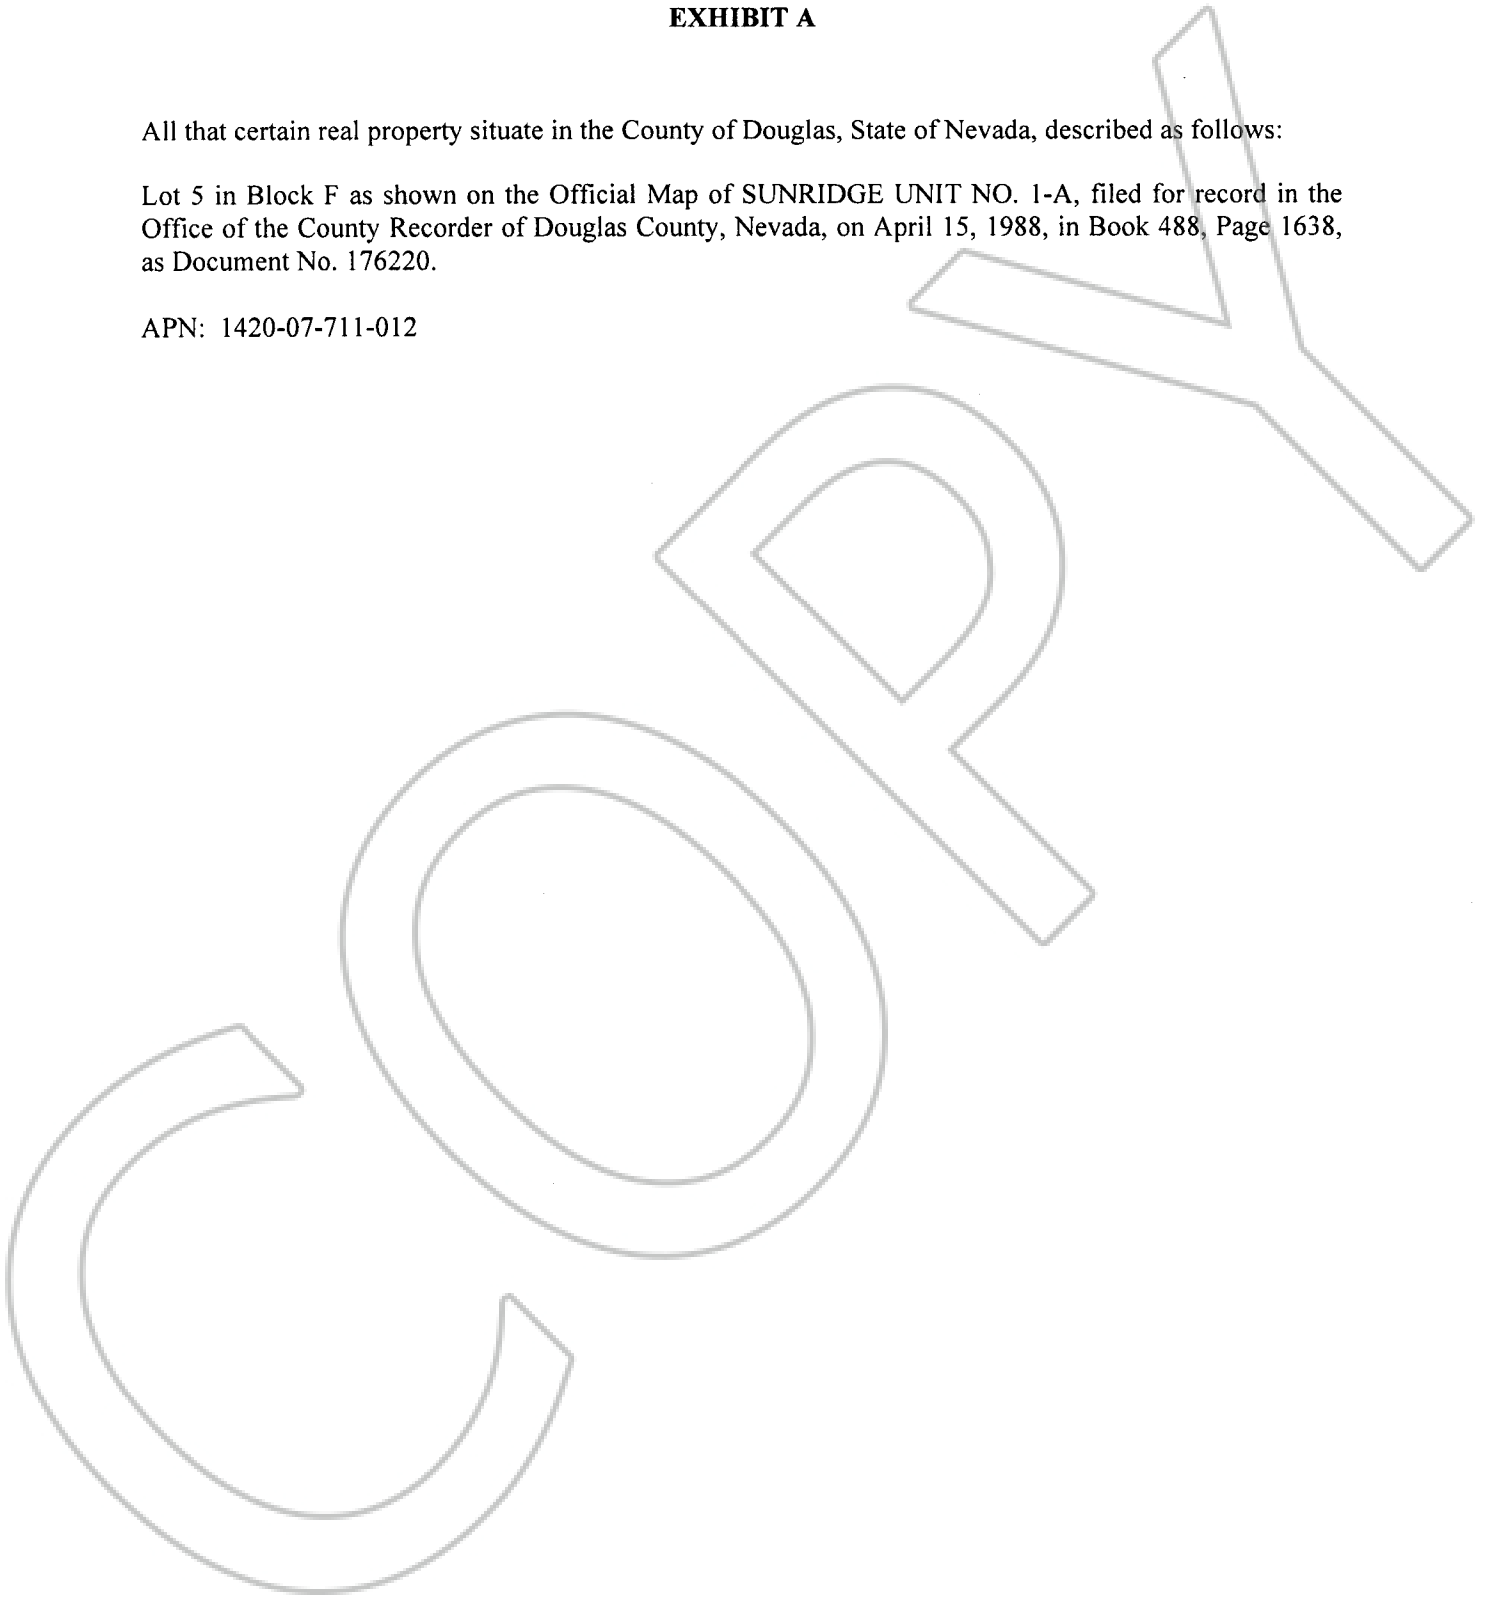 EXHIBIT A
All that certain real property situate in the County of Douglas, State of Nevada, described as follows:
Lot 5 in Block F as shown on the Official Map of SUNRIDGE UNIT NO. 1-A, filed for record in the
Office of the County Recorder of Douglas County, Nevada, on April 15, 1988, in Book 488, Page 1638,
as Document No. 176220.
APN: 1420-07-711-012
COPY